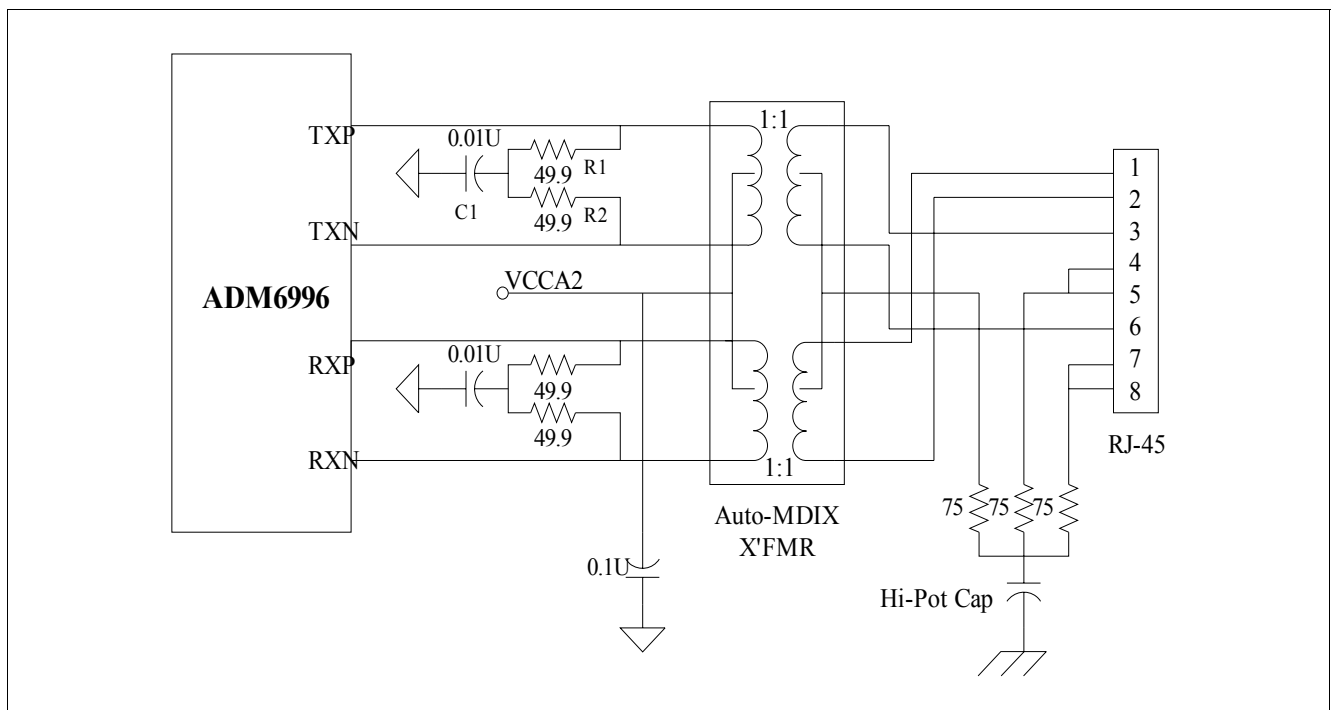 1:1
TXP
0.01U
49.9
R1
C1
49.9
R2
TXN
1
2
3
4
5
6
7
8
RJ-45
VCCA2
ADM6996
RXP
0.01U
49.9
49.9
RXN
1:1
Auto-MDIX
X'FMR
75
75
75
0.1U
Hi-Pot Cap